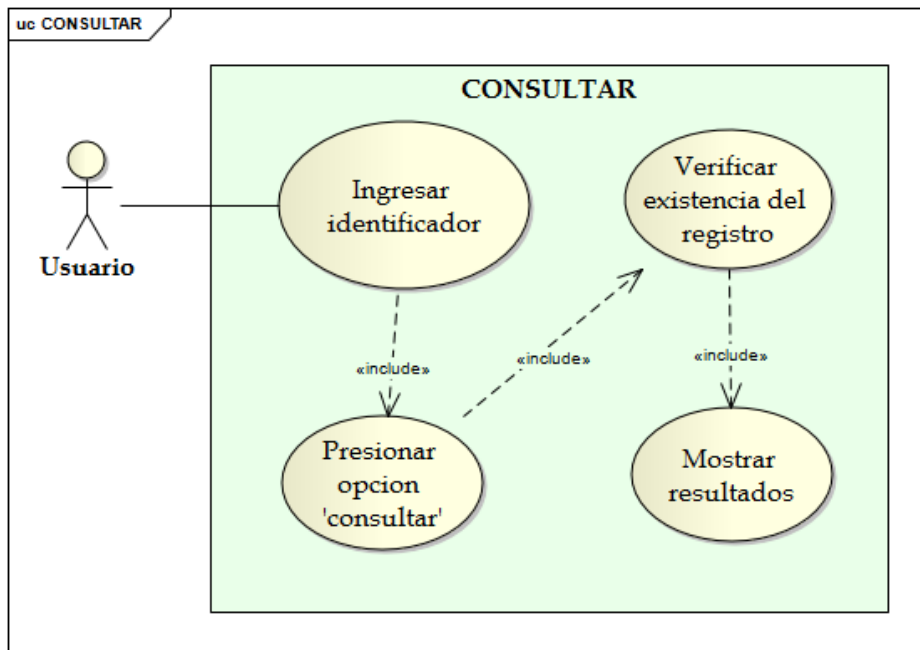 uc CONSULTAR
CONSULTAR
Usuario
Ingresar
identificador
«include»
Presionar
opcion
'consultar'
«include»
Verificar
existencia del
registro
«include»
Mostrar
resultados